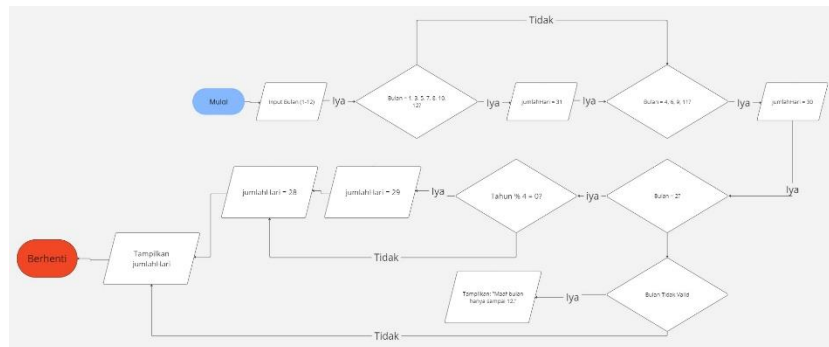 Tidak
Mulai
Input Bulan (1-12)
Iya
Bulan = 1, 3, 5, 7, 8, 10,
12?
Iya
jumlahHari = 31
Iya
Bulan = 4, 6, 9, 11?
Iya
jumlahHari = 30
Iya
Bulan = 2?
iya
Tahun % 4 = 0?
Iya
jumlahHari = 29
jumlahHari = 28
Tidak
Tampilkan
jumlahHari
Berhenti
Bulan Tidak Valid
Iya
Tampilkan: "Maaf bulan
hanya sampai 12."
Tidak